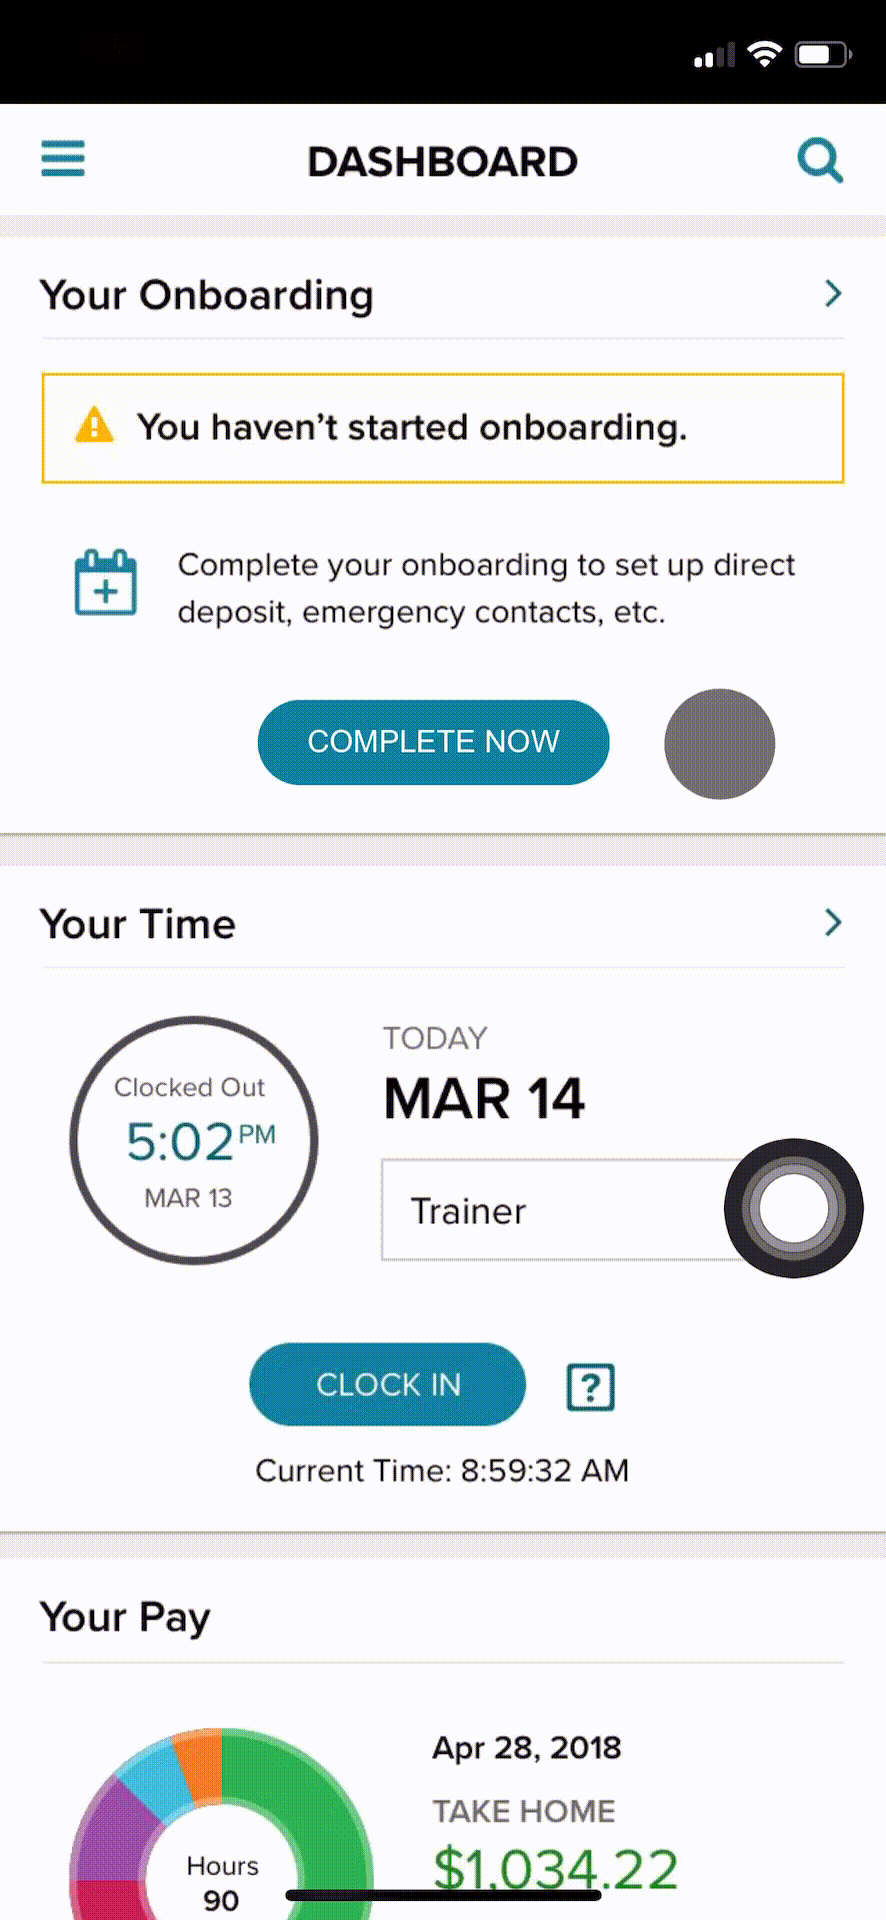 DASHBOARD
Your Onboarding
You haven’t started onboarding.
Complete your onboarding to set up direct
deposit, emergency contacts, etc.
COMPLETE NOW
Your Time
Clocked Out
5:02 PM
MAR 13
TODAY
MAR 14
Trainer
CLOCK IN
?
Current Time: 8:59:32 AM
Your Pay
Hours
90
Apr 28, 2018
TAKE HOME
$1,034.22